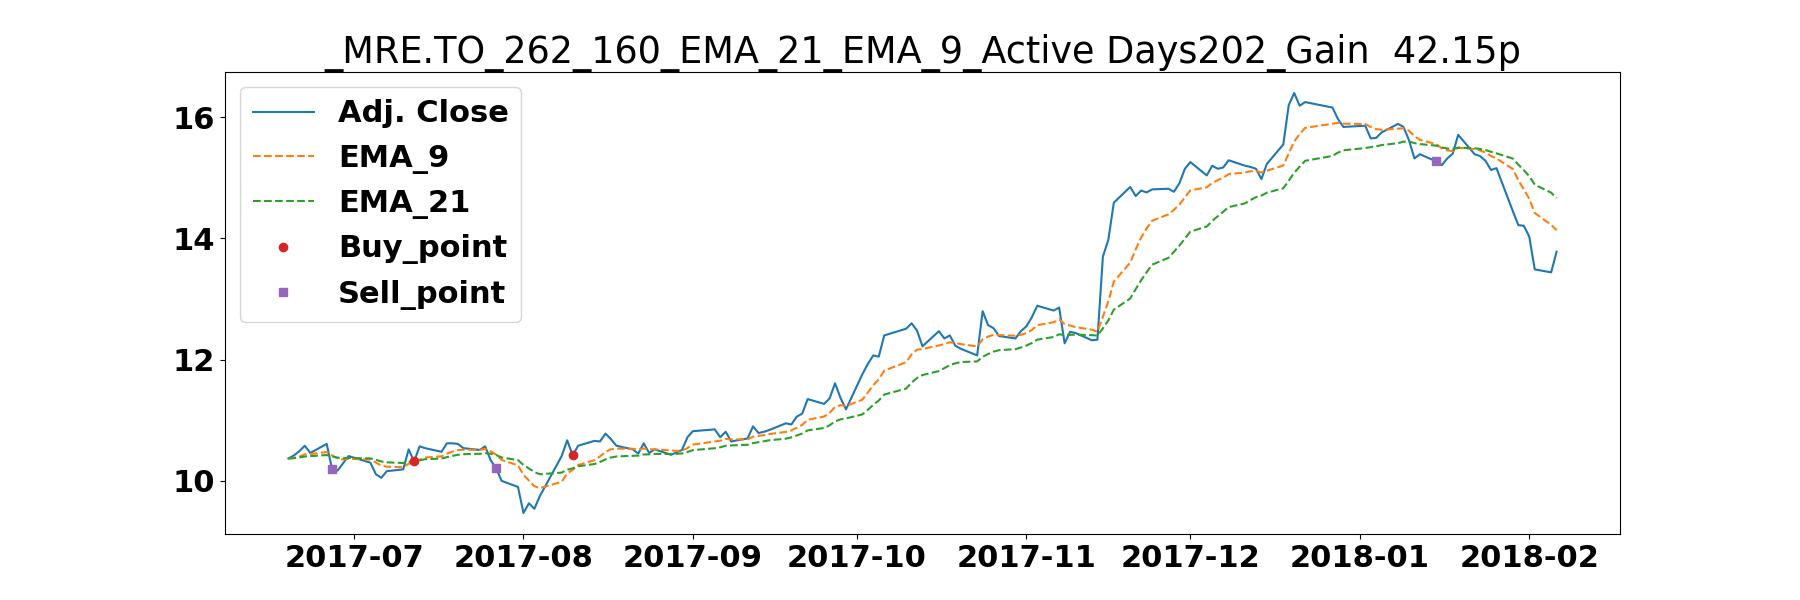 _MRE.TO_262_160_EMA_21_EMA_9_Active Days202_Gain  42.15p
Adj. Close
EMA_9
EMA_21
Buy_point
Sell_point
16
14
12
10
2017-07 2017-08 2017-09 2017-10 2017-11 2017-12 2018-01 2018-02